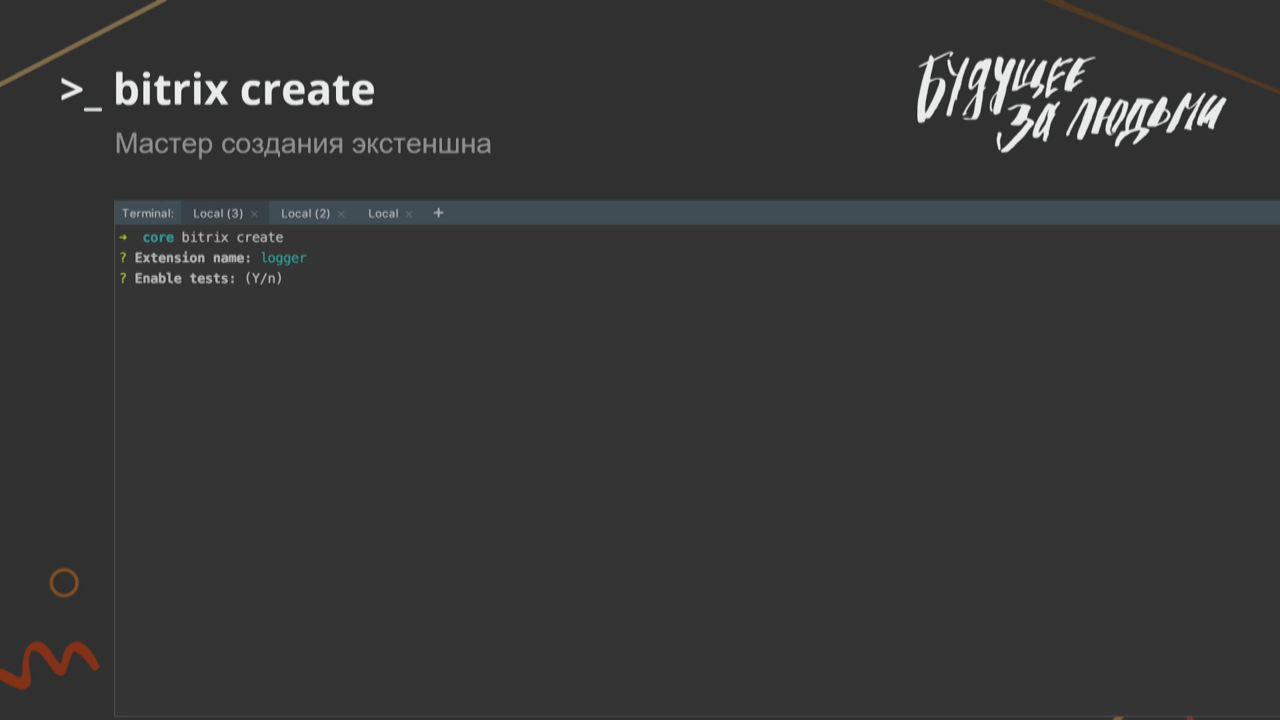 >_ bitrix create
Мастер создания экстеншна
Будущее
за людьми
Terminal: Local (3) × Local (2) × Local × +
➜ core bitrix create
? Extension name: logger
? Enable tests: (Y/n)